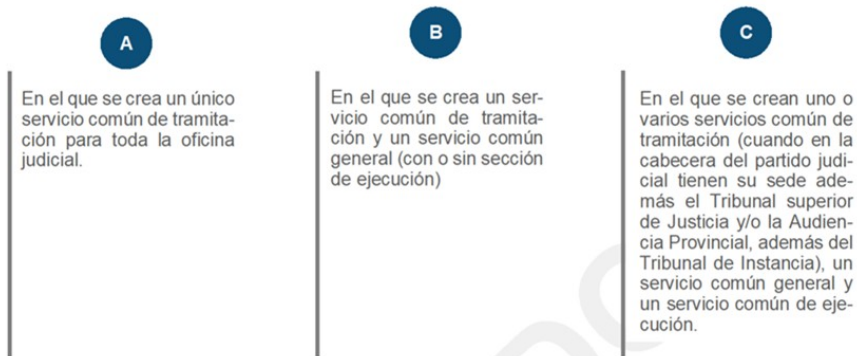 A
En el que se crea un único
servicio común de tramita-
ción para toda la oficina
judicial.
B
En el que se crea un ser-
vicio común de tramita-
ción y un servicio común
general (con o sin sección
de ejecución)
C
En el que se crean uno o
varios servicios común de
tramitación (cuando en la
cabecera del partido judi-
cial tienen su sede ade-
más el Tribunal superior
de Justicia y/o la Audien-
cia Provincial, además del
Tribunal de Instancia), un
servicio común general y
un servicio común de eje-
cución.